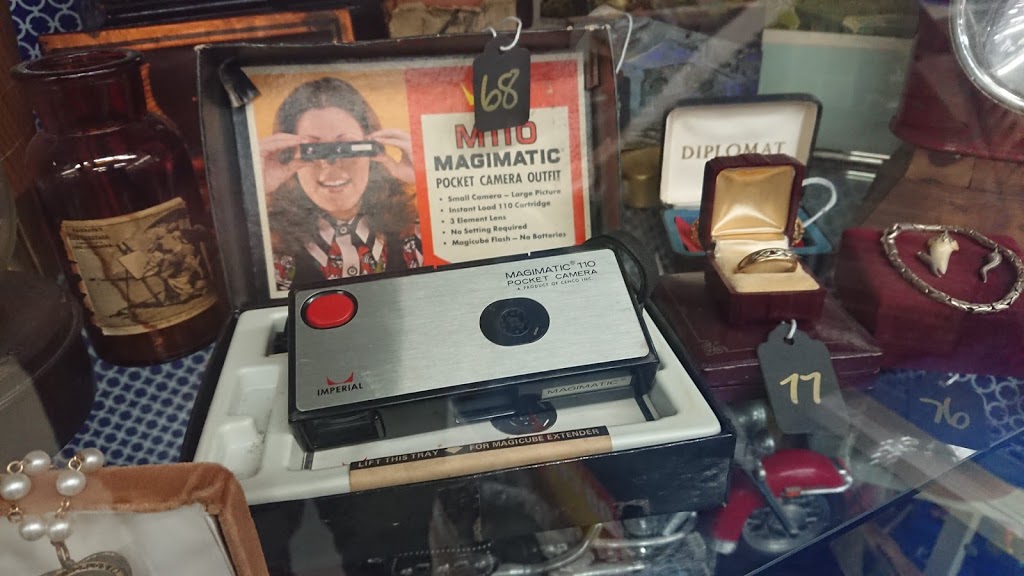 68
M110
MAGIMATIC®
POCKET CAMERA OUTFIT
• Small Camera – Large Picture
• Instant Load 110 Cartridge
• 3 Element Lens
• No Setting Required
• Magicube Flash – No Batteries
DIPLOMAT
MAGIMATIC® 110
POCKET CAMERA
A PRODUCT OF GEMCO INC.
IMPERIAL
MAGIMATIC®
LIFT THIS TRAY FOR MAGICUBE EXTENDER
77
76